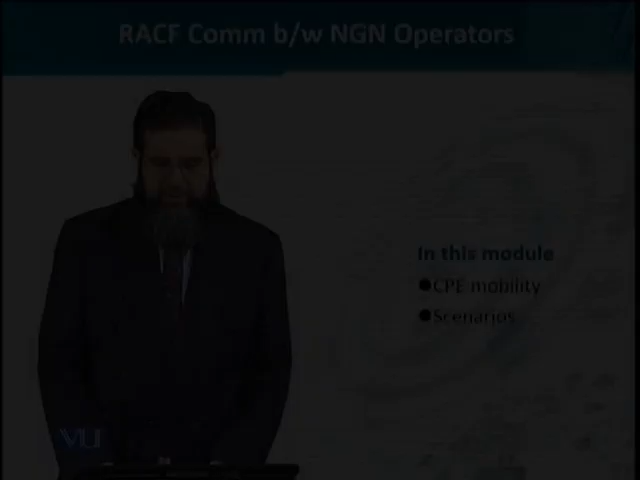 RACF Comm b/w NGN Operators
In this module
●CPE mobility
●Scenarios
VU